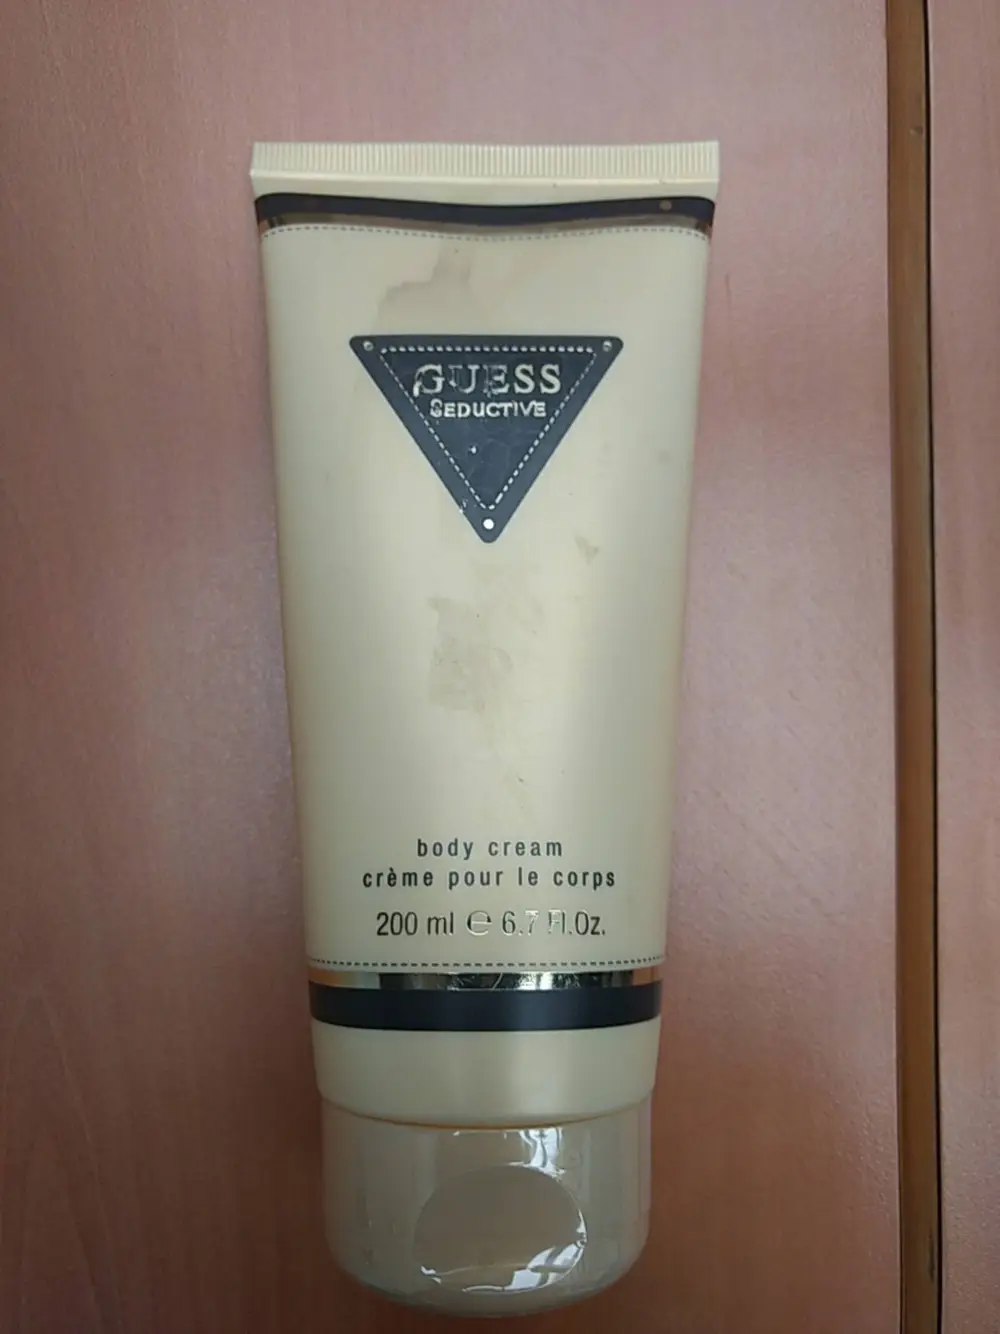 GUESS
SEDUCTIVE
body cream
crème pour le corps
200 ml ℮ 6.7 Fl.Oz.